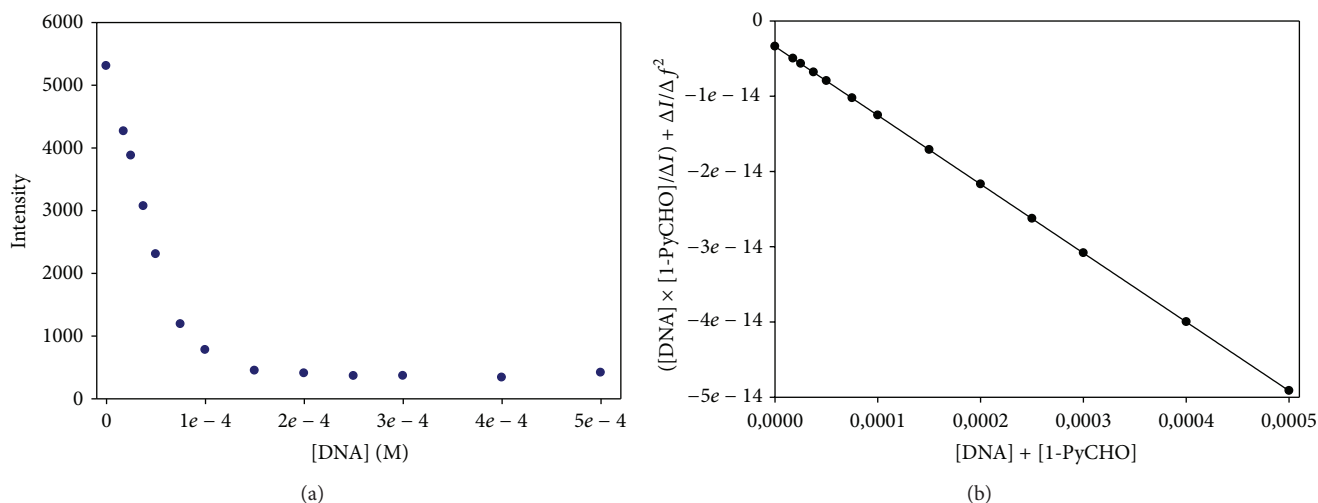 6000
5000
4000
3000
2000
1000
0
Intensity
0 1e − 4 2e − 4 3e − 4 4e − 4 5e − 4
[DNA] (M)
(a)
0
−1e − 14
−2e − 14
−3e − 14
−4e − 14
−5e − 14
([DNA] × [1-PyCHO]/ΔI) + ΔI/Δf²
0,0000 0,0001 0,0002 0,0003 0,0004 0,0005
[DNA] + [1-PyCHO]
(b)